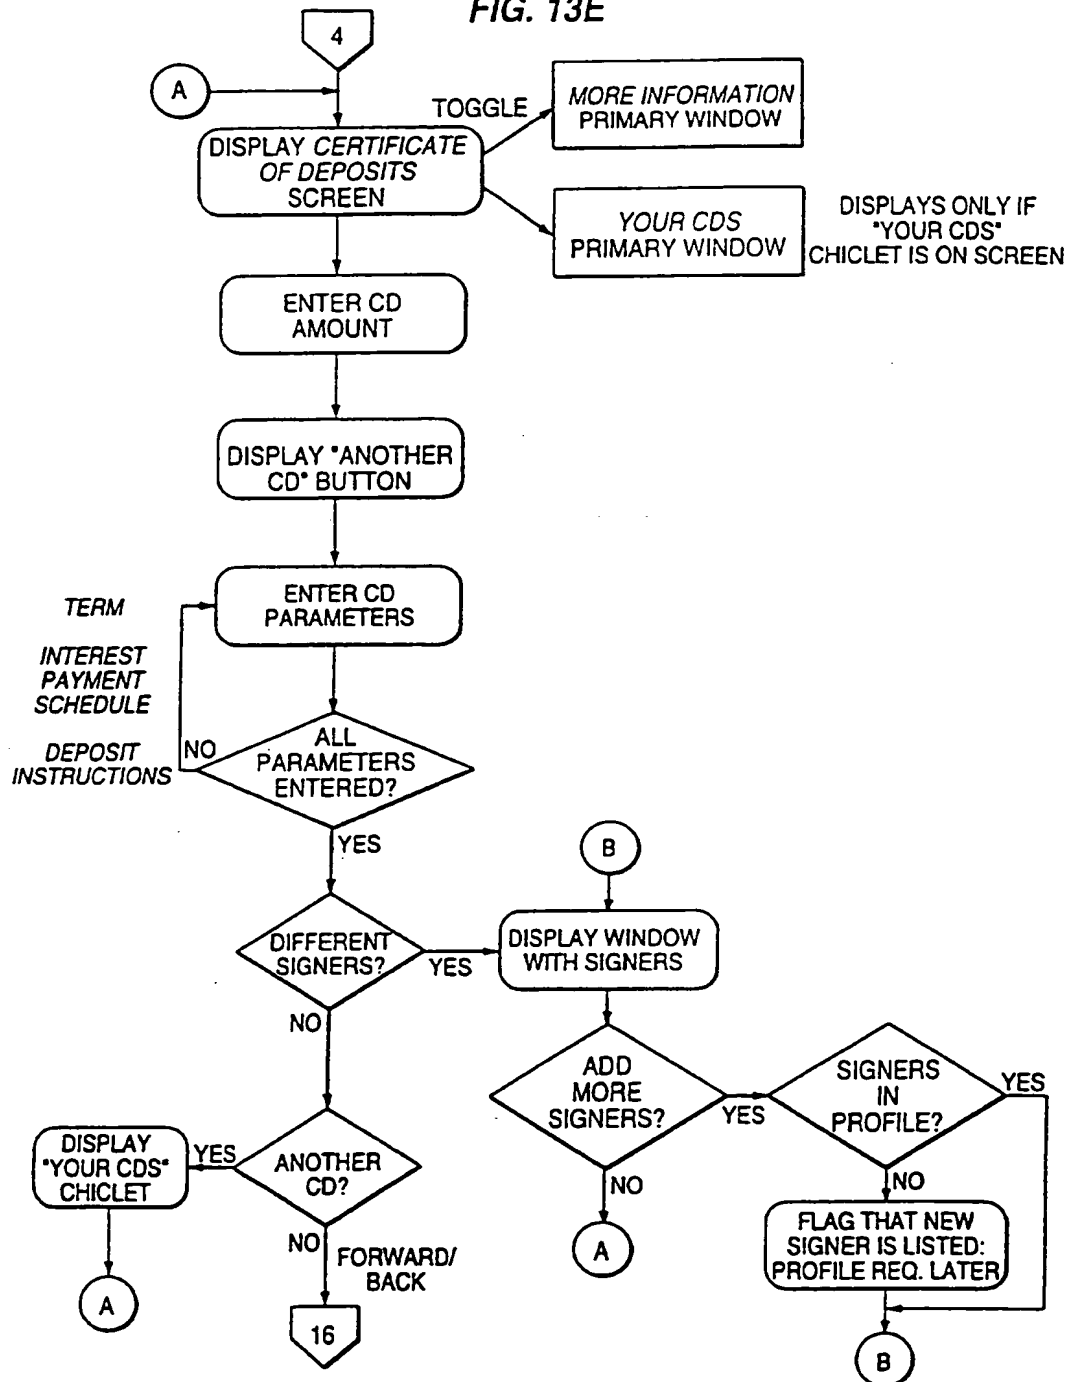 FIG. 13E
4
A
TOGGLE
MORE INFORMATION
PRIMARY WINDOW
DISPLAY CERTIFICATE
OF DEPOSITS
SCREEN
YOUR CDS
PRIMARY WINDOW
DISPLAYS ONLY IF
"YOUR CDS"
CHICLET IS ON SCREEN
ENTER CD
AMOUNT
DISPLAY "ANOTHER
CD" BUTTON
ENTER CD
PARAMETERS
TERM
INTEREST
PAYMENT
SCHEDULE
DEPOSIT
INSTRUCTIONS
NO
ALL
PARAMETERS
ENTERED?
YES
B
DIFFERENT
SIGNERS?
YES
DISPLAY WINDOW
WITH SIGNERS
NO
ADD
MORE
SIGNERS?
YES
SIGNERS
IN
PROFILE?
YES
DISPLAY
"YOUR CDS"
CHICLET
YES
ANOTHER
CD?
NO
NO
FLAG THAT NEW
SIGNER IS LISTED:
PROFILE REQ. LATER
A
NO
FORWARD/
BACK
A
16
B